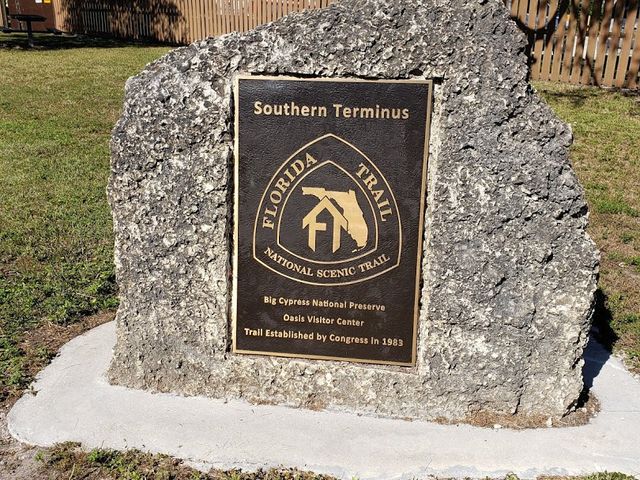 Southern Terminus
FLORIDA TRAIL
FT
NATIONAL SCENIC TRAIL
Big Cypress National Preserve
Oasis Visitor Center
Trail Established by Congress in 1983